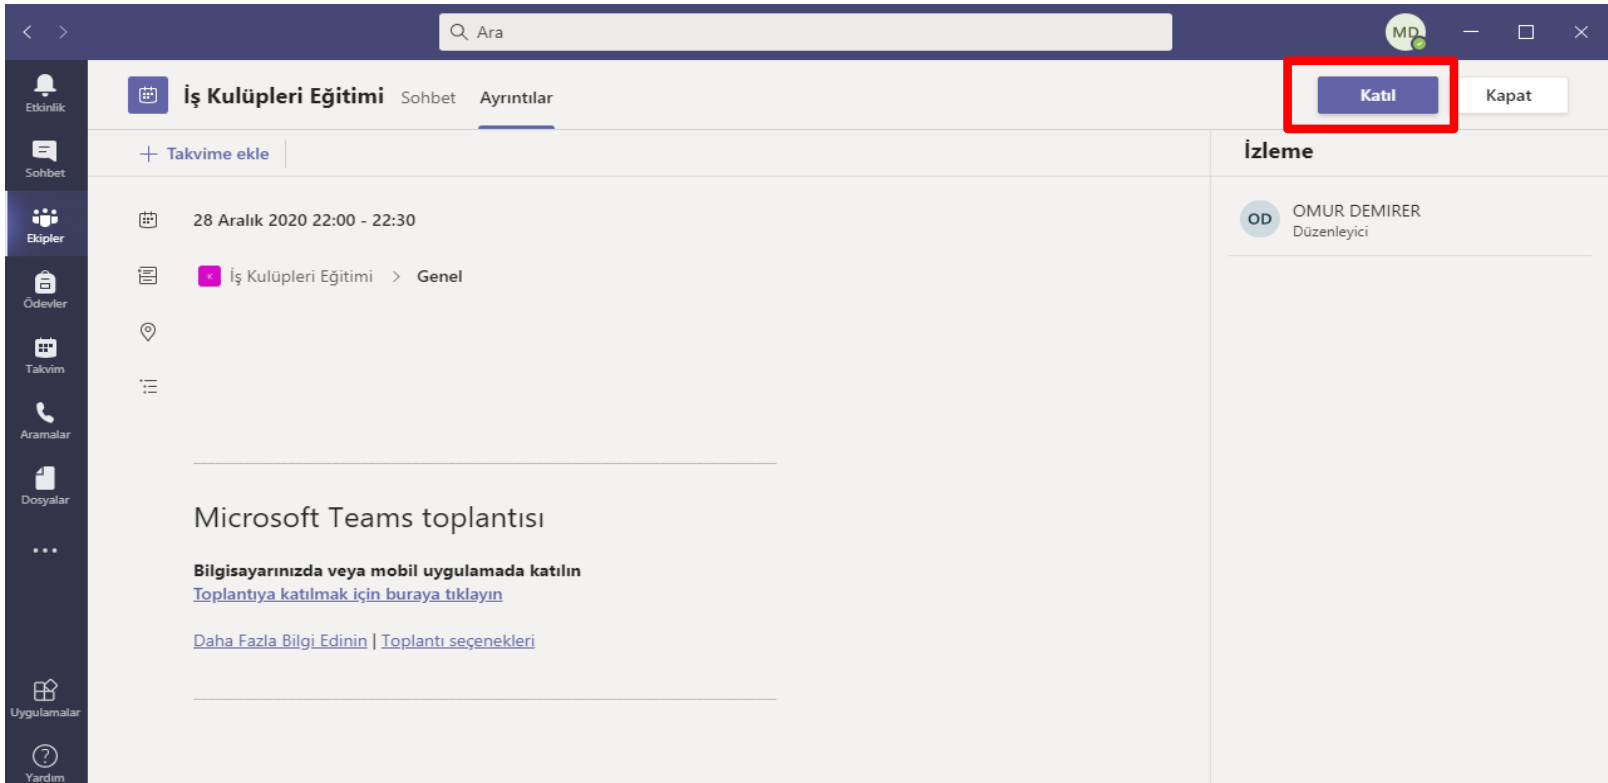 Ara
MD
Etkinlik
Sohbet
Ekipler
Ödevler
Takvim
Aramalar
Dosyalar
Uygulamalar
Yardım
İş Kulüpleri Eğitimi Sohbet Ayrıntılar
Katıl Kapat
+ Takvime ekle
28 Aralık 2020 22:00 - 22:30
İş Kulüpleri Eğitimi > Genel
Microsoft Teams toplantısı
Bilgisayarınızda veya mobil uygulamada katılın
Toplantıya katılmak için buraya tıklayın
Daha Fazla Bilgi Edinin | Toplantı seçenekleri
İzleme
OD
OMUR DEMIRER
Düzenleyici